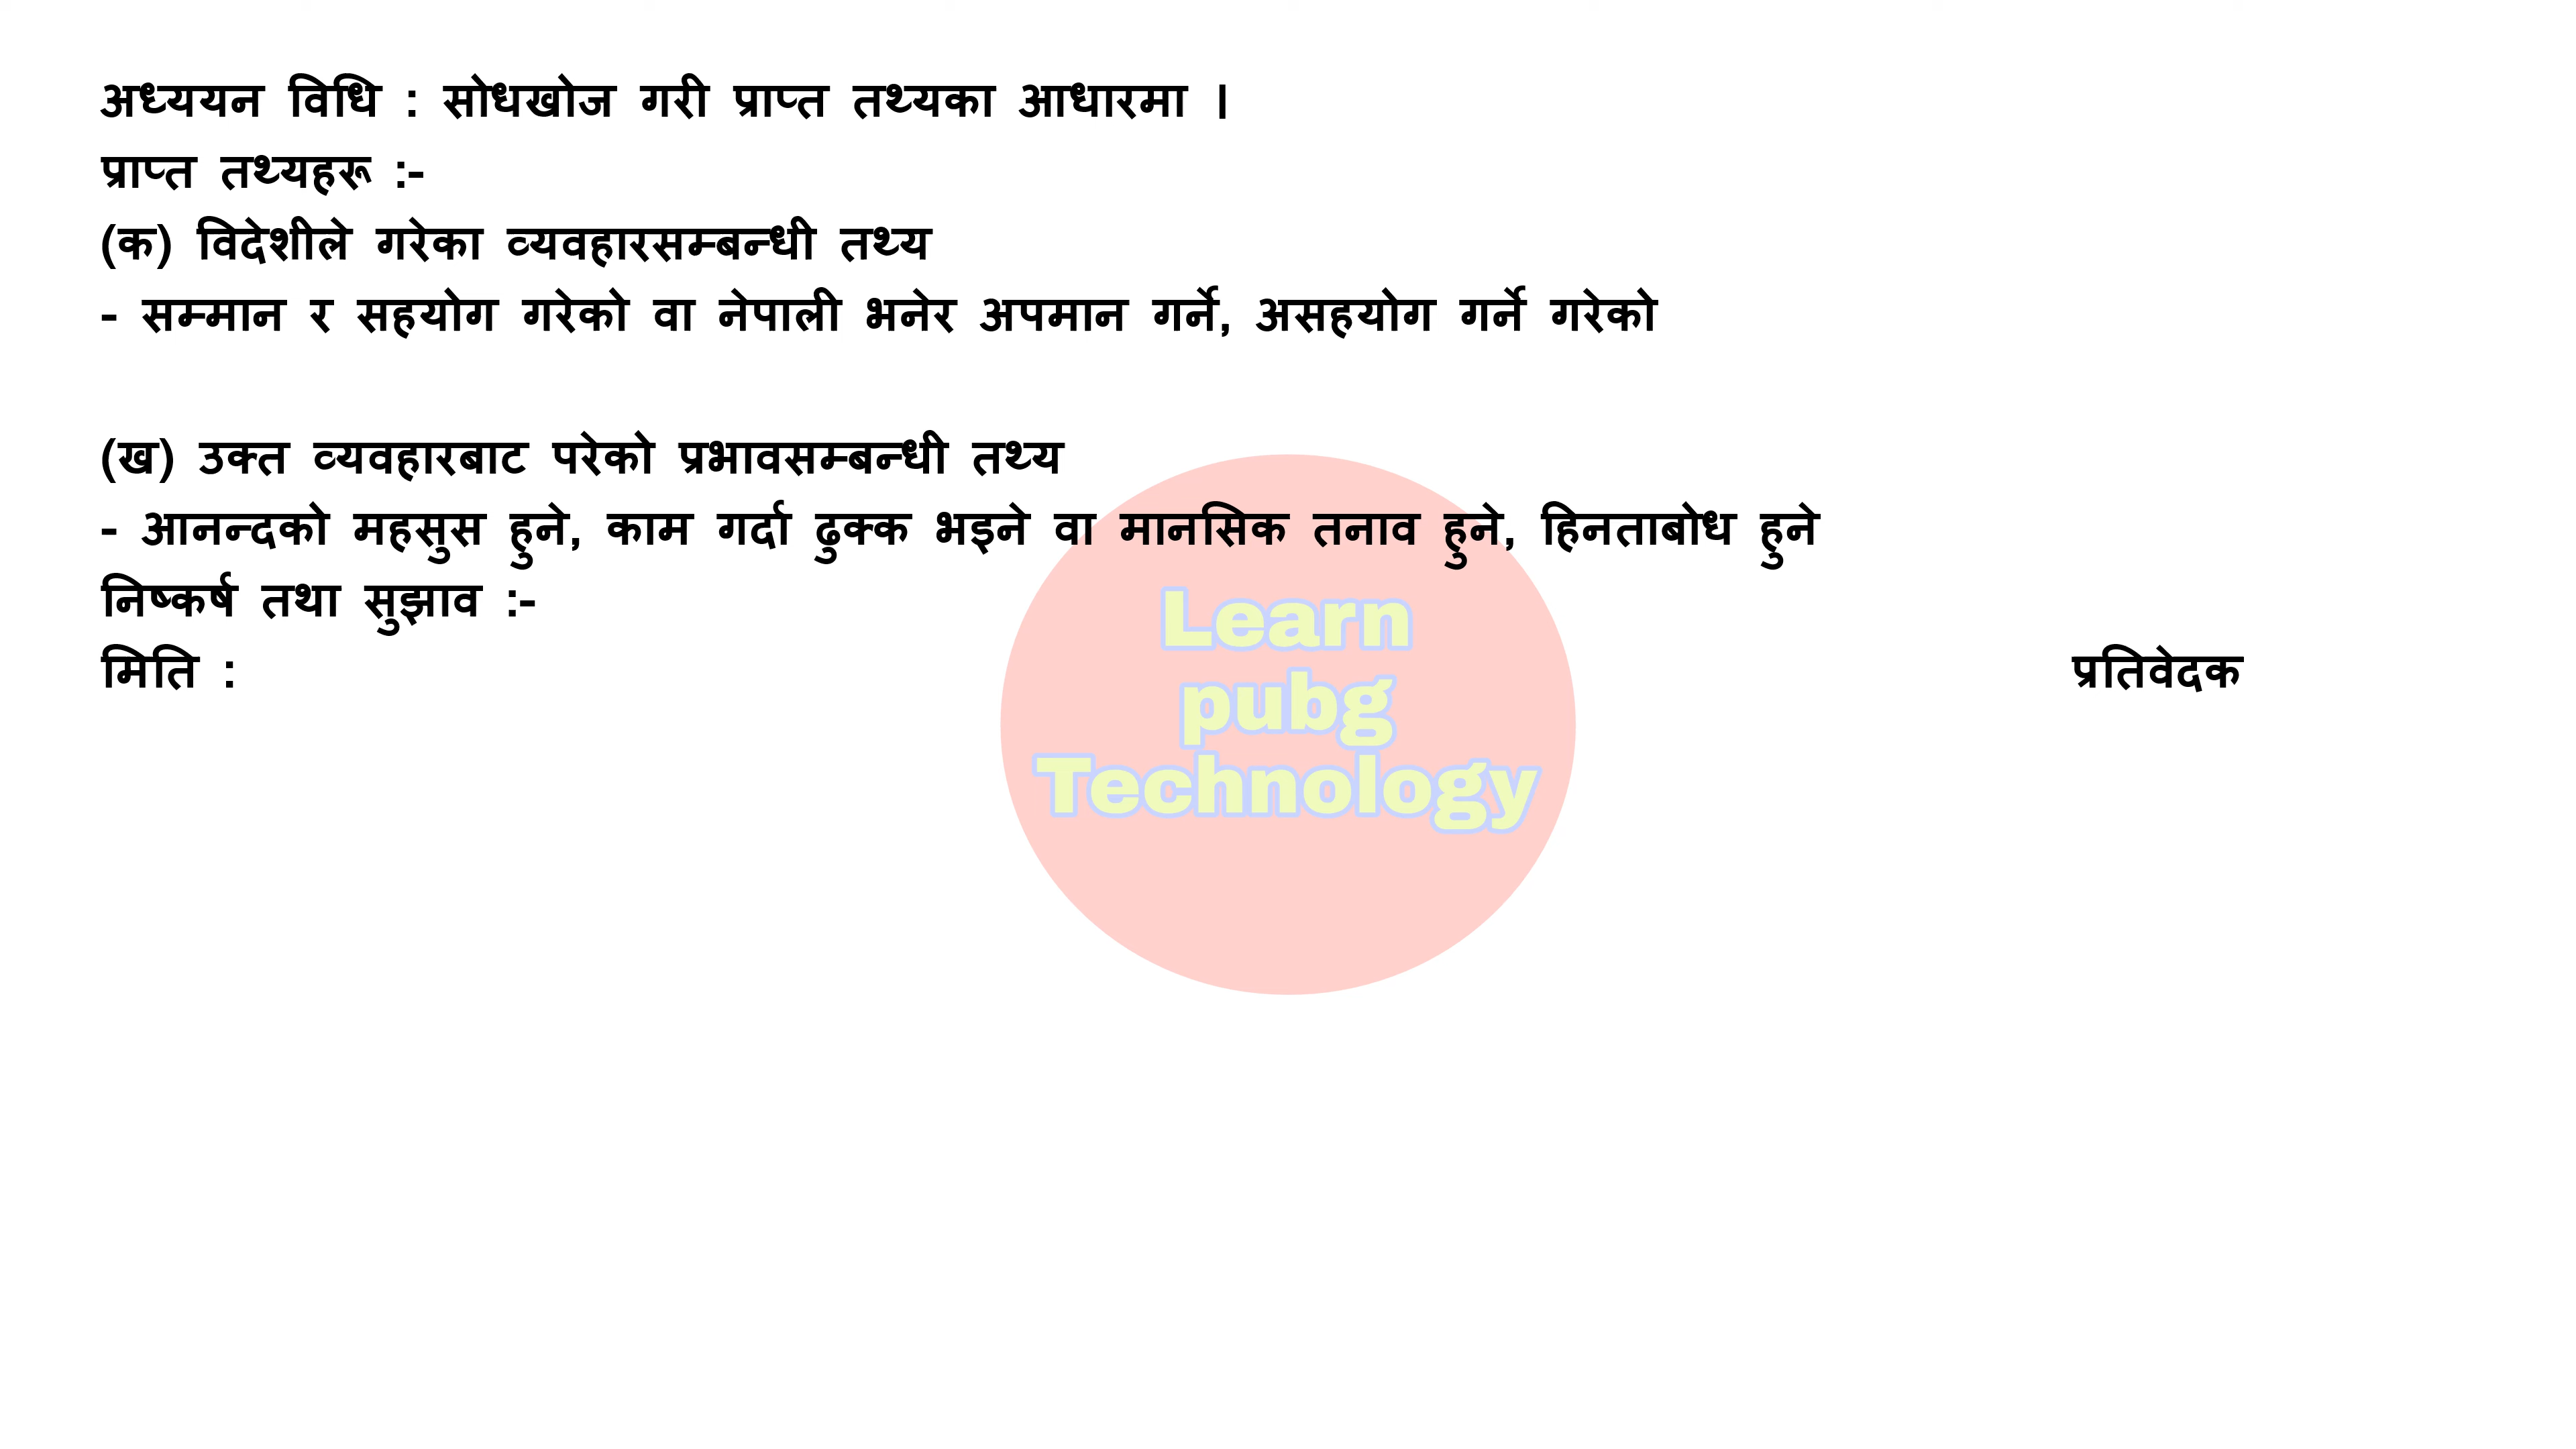 अध्ययन विधि : सोधखोज गरी प्राप्त तथ्यका आधारमा ।
प्राप्त तथ्यहरू :-
(क) विदेशीले गरेका व्यवहारसम्बन्धी तथ्य
- सम्मान र सहयोग गरेको वा नेपाली भनेर अपमान गर्ने, असहयोग गर्ने गरेको
(ख) उक्त व्यवहारबाट परेको प्रभावसम्बन्धी तथ्य
- आनन्दको महसुस हुने, काम गर्दा ढुक्क भइने वा मानसिक तनाव हुने, हिनताबोध हुने
निष्कर्ष तथा सुझाव :-
मिति : प्रतिवेदक
Learn
pubg
Technology